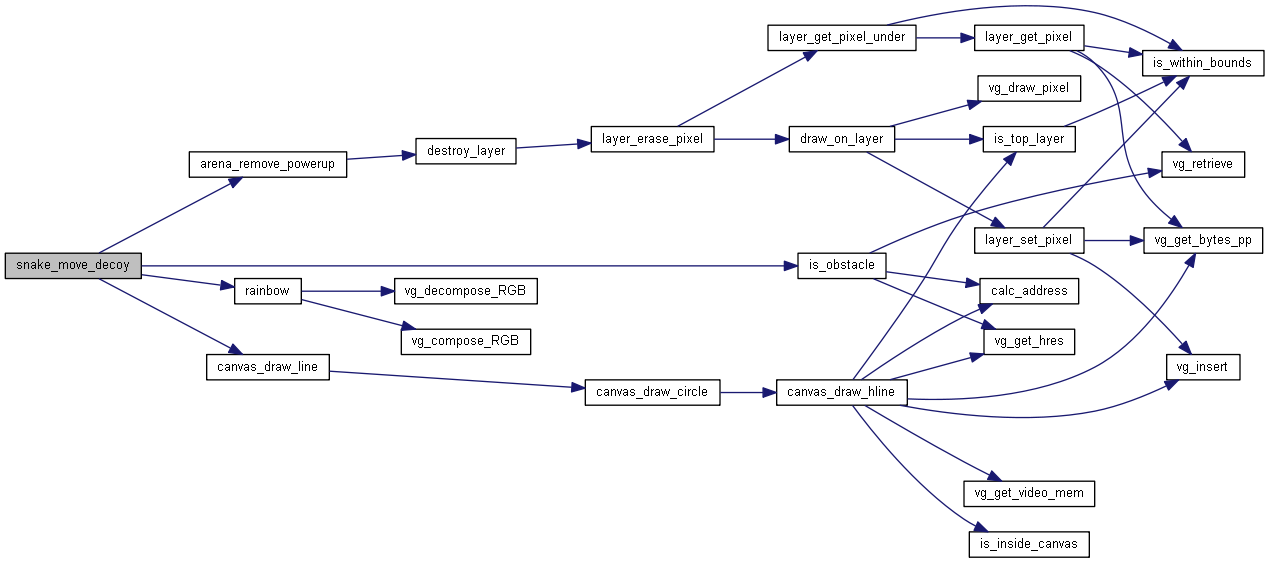 layer_get_pixel_under
layer_get_pixel
is_within_bounds
vg_draw_pixel
arena_remove_powerup
destroy_layer
layer_erase_pixel
draw_on_layer
is_top_layer
vg_retrieve
layer_set_pixel
vg_get_bytes_pp
snake_move_decoy
is_obstacle
rainbow
vg_decompose_RGB
calc_address
vg_compose_RGB
vg_get_hres
canvas_draw_line
vg_insert
canvas_draw_circle
canvas_draw_hline
vg_get_video_mem
is_inside_canvas